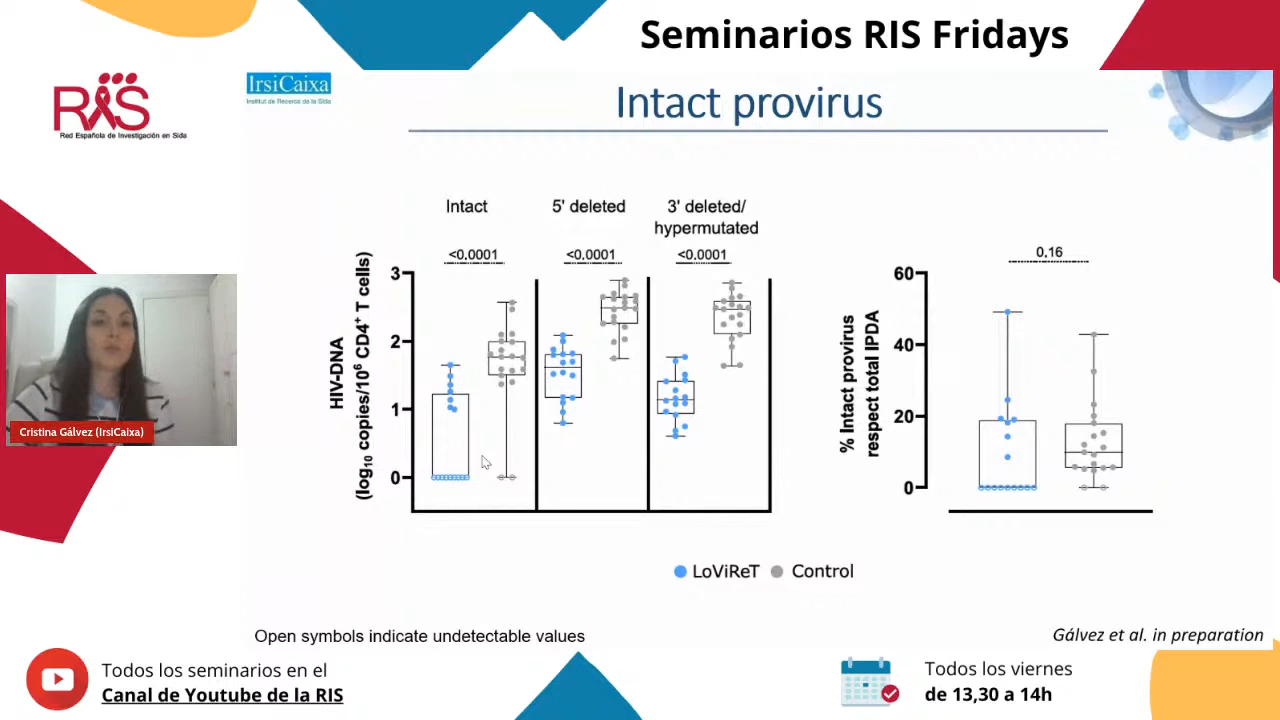 Seminarios RIS Fridays
RIS
Red Española de Investigación en Sida
IrsiCaixa
Institut de Recerca de la Sida
Intact provirus
Intact
5' deleted
3' deleted/
hypermutated
<0,0001
<0,0001
<0,0001
HIV-DNA
(log10 copies/10⁶ CD4⁺ T cells)
3
2
1
0
0,16
% Intact provirus
respect total IPDA
60
40
20
0
LoViReT
Control
Cristina Gálvez (IrsiCaixa)
Open symbols indicate undetectable values
Gálvez et al. in preparation
Todos los seminarios en el
Canal de Youtube de la RIS
Todos los viernes
de 13,30 a 14h